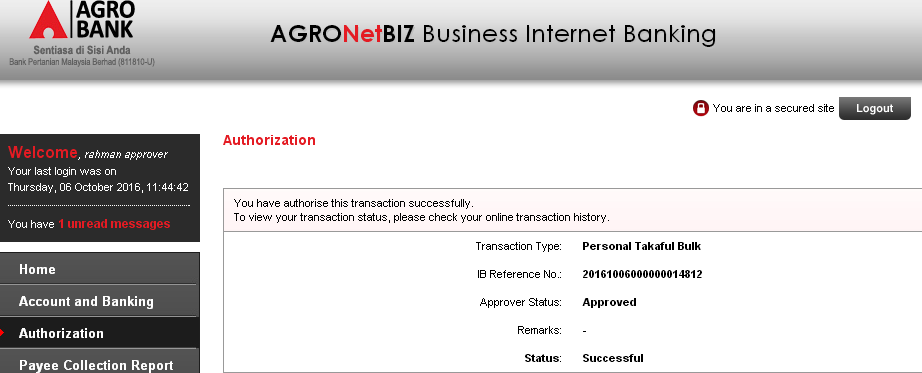 AGRO
BANK
Sentiasa di Sisi Anda
Bank Pertanian Malaysia Berhad (811810-U)
AGRONetBIZ Business Internet Banking
You are in a secured site
Logout
Welcome, rahman approver
Your last login was on
Thursday, 06 October 2016, 11:44:42
You have 1 unread messages
Home
Account and Banking
Authorization
Payee Collection Report
Authorization
You have authorise this transaction successfully.
To view your transaction status, please check your online transaction history.
Transaction Type: Personal Takaful Bulk
IB Reference No.: 20161006000000014812
Approver Status: Approved
Remarks: -
Status: Successful